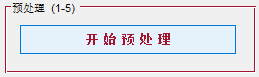 预处理 (1-5)
开 始 预 处 理